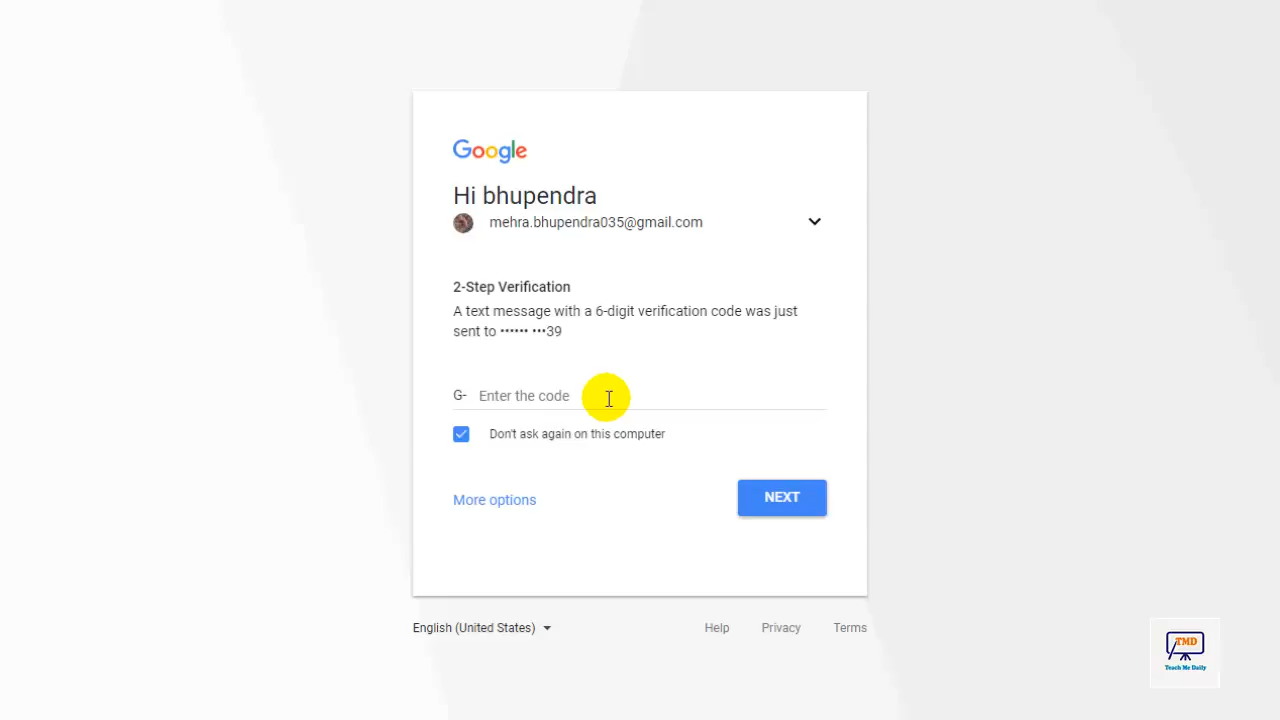 Google
Hi bhupendra
mehra.bhupendra035@gmail.com
2-Step Verification
A text message with a 6-digit verification code was just
sent to •••••• •••39
G- Enter the code
Don't ask again on this computer
More options
NEXT
English (United States)
Help Privacy Terms
TMD
Teach Me Daily